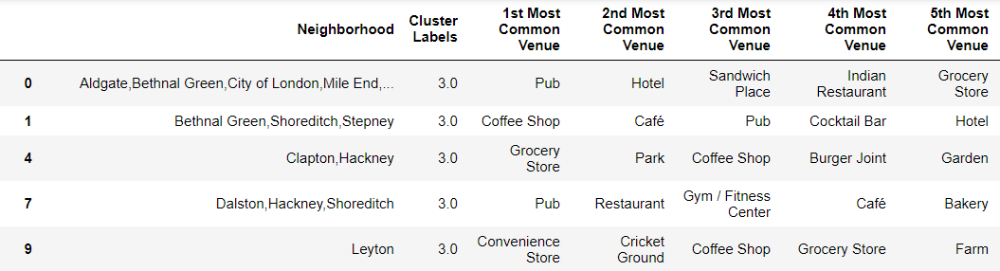 Neighborhood Cluster Labels 1st Most Common Venue 2nd Most Common Venue 3rd Most Common Venue 4th Most Common Venue 5th Most Common Venue
0 Aldgate,Bethnal Green,City of London,Mile End,... 3.0 Pub Hotel Sandwich Place Indian Restaurant Grocery Store
1 Bethnal Green,Shoreditch,Stepney 3.0 Coffee Shop Café Pub Cocktail Bar Hotel
4 Clapton,Hackney 3.0 Grocery Store Park Coffee Shop Burger Joint Garden
7 Dalston,Hackney,Shoreditch 3.0 Pub Restaurant Gym / Fitness Center Café Bakery
9 Leyton 3.0 Convenience Store Cricket Ground Coffee Shop Grocery Store Farm